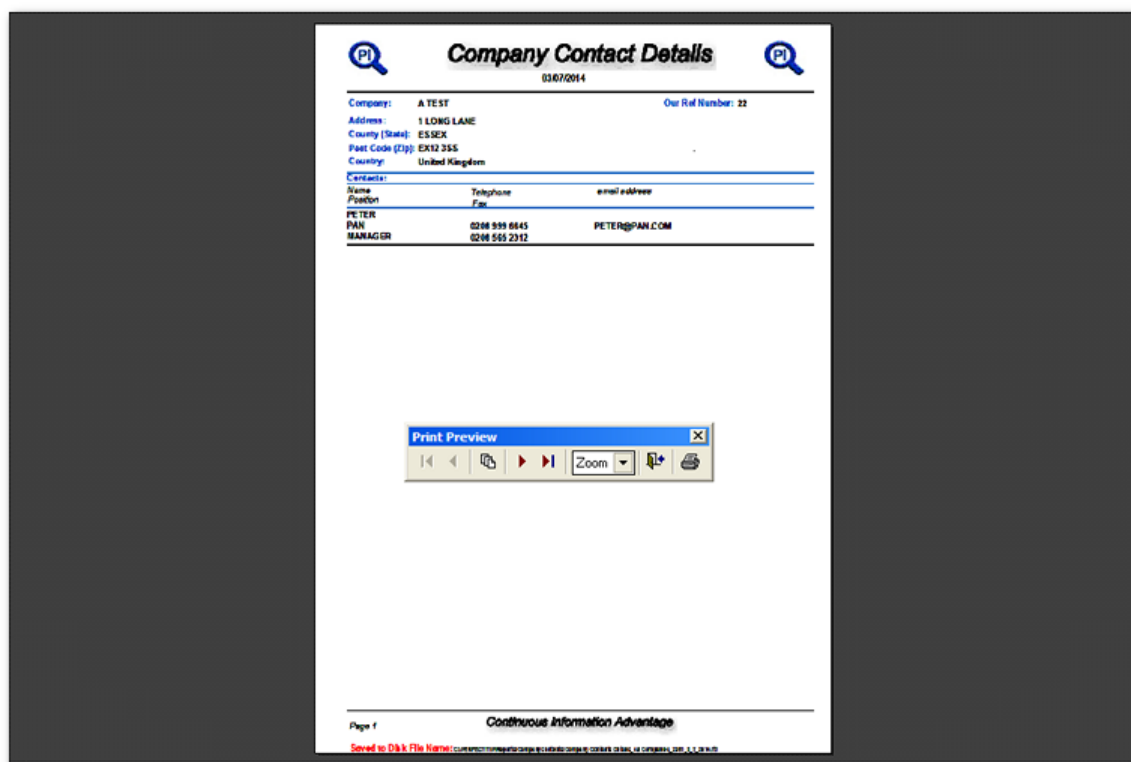 PI Company Contact Details PI
03/07/2014
Company: A TEST Our Ref Number: 22
Address: 1 LONG LANE
County (State): ESSEX
Post Code (Zip): EX12 3SS
Country: United Kingdom
Contacts:
Name Telephone email address
Position Fax
PETER
PAN 0208 999 6645 PETER@PAN.COM
MANAGER 0208 565 2312
Print Preview
Zoom
Page 1 Continuous Information Advantage
Saved to Disk File Name: